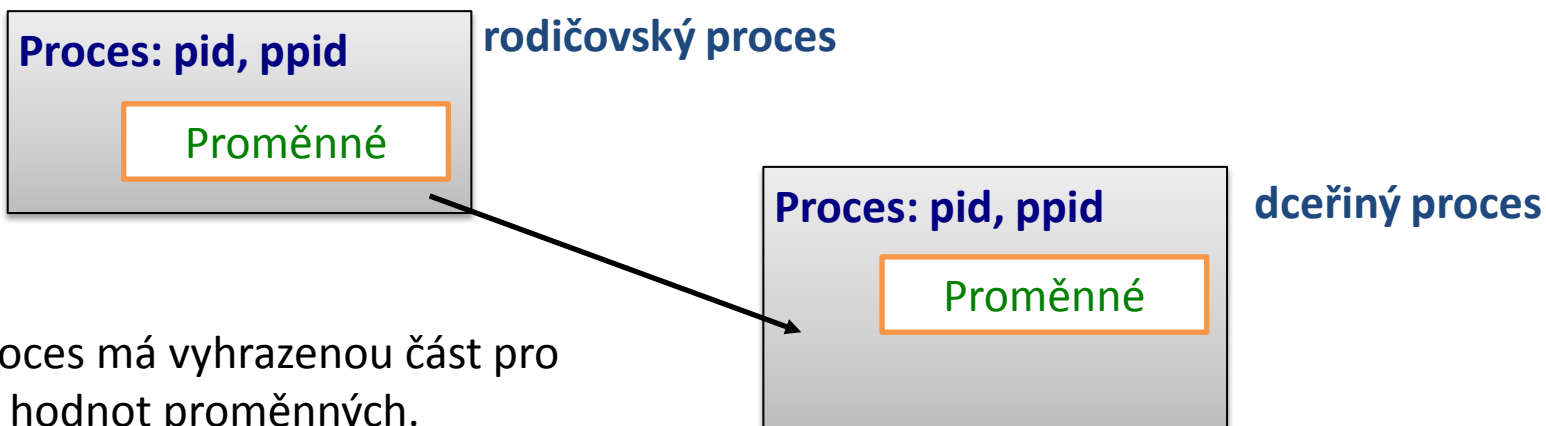 Proces: pid, ppid
rodičovský proces
Proměnné
Proces: pid, ppid
dceřiný proces
Proměnné
má vyhrazenou část pro
hodnot proměnných.